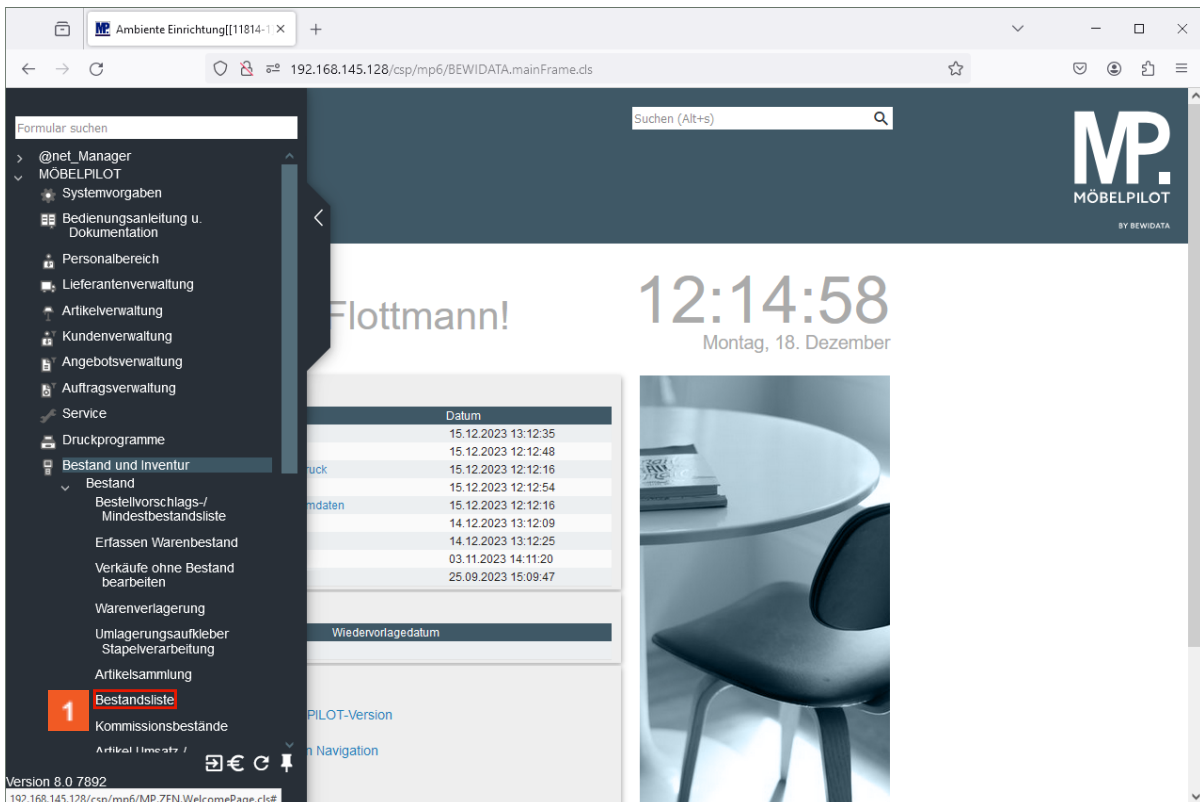 MP. Ambiente Einrichtung[[11814-1
192.168.145.128/csp/mp6/BEWIDATA.mainFrame.cls
Formular suchen
@net_Manager
MÖBELPILOT
Systemvorgaben
Bedienungsanleitung u.
Dokumentation
Personalbereich
Lieferantenverwaltung
Artikelverwaltung
Kundenverwaltung
Angebotsverwaltung
Auftragsverwaltung
Service
Druckprogramme
Bestand und Inventur
Bestand
Bestellvorschlags-/
Mindestbestandsliste
Erfassen Warenbestand
Verkäufe ohne Bestand
bearbeiten
Warenverlagerung
Umlagerungsaufkleber
Stapelverarbeitung
Artikelsammlung
1 Bestandsliste
Kommissionsbestände
Artikel Umsatz /
Version 8.0 7892
192.168.145.128/csp/mp6/MP.ZEN.WelcomePage.cls#
Suchen (Alt+s)
MP.
MÖBELPILOT
BY BEWIDATA
Flottmann!
12:14:58
Montag, 18. Dezember
Datum
15.12.2023 13:12:35
15.12.2023 12:12:48
ruck 15.12.2023 12:12:16
15.12.2023 12:12:54
mdaten 15.12.2023 12:12:16
14.12.2023 13:12:09
14.12.2023 13:12:25
03.11.2023 14:11:20
25.09.2023 15:09:47
Wiedervorlagedatum
PILOT-Version
n Navigation